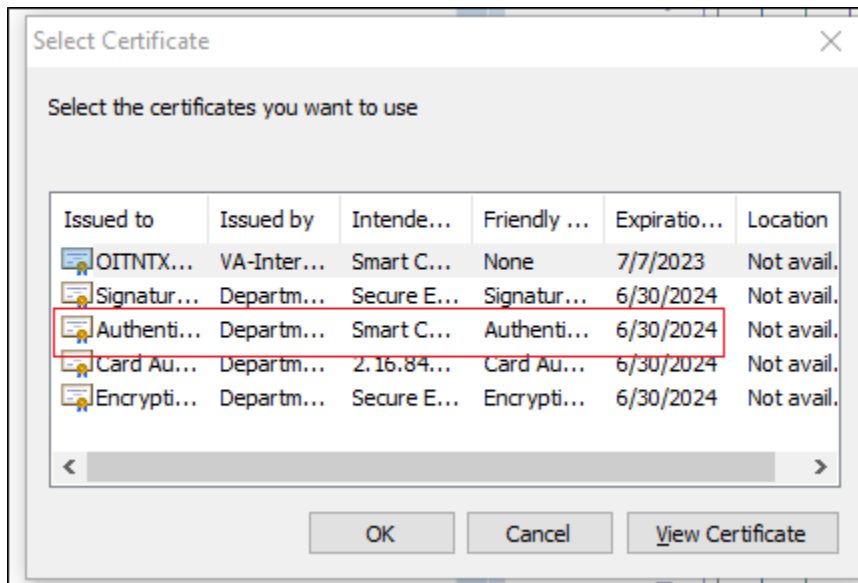 Select Certificate
Select the certificates you want to use
Issued to Issued by Intende... Friendly ... Expiratio... Location
OITNTX... VA-Inter... Smart C... None 7/7/2023 Not avail.
Signatur... Departm... Secure E... Signatur... 6/30/2024 Not avail.
Authenti... Departm... Smart C... Authenti... 6/30/2024 Not avail.
Card Au... Departm... 2.16.84... Card Au... 6/30/2024 Not avail.
Encrypti... Departm... Secure E... Encrypti... 6/30/2024 Not avail.
OK Cancel View Certificate